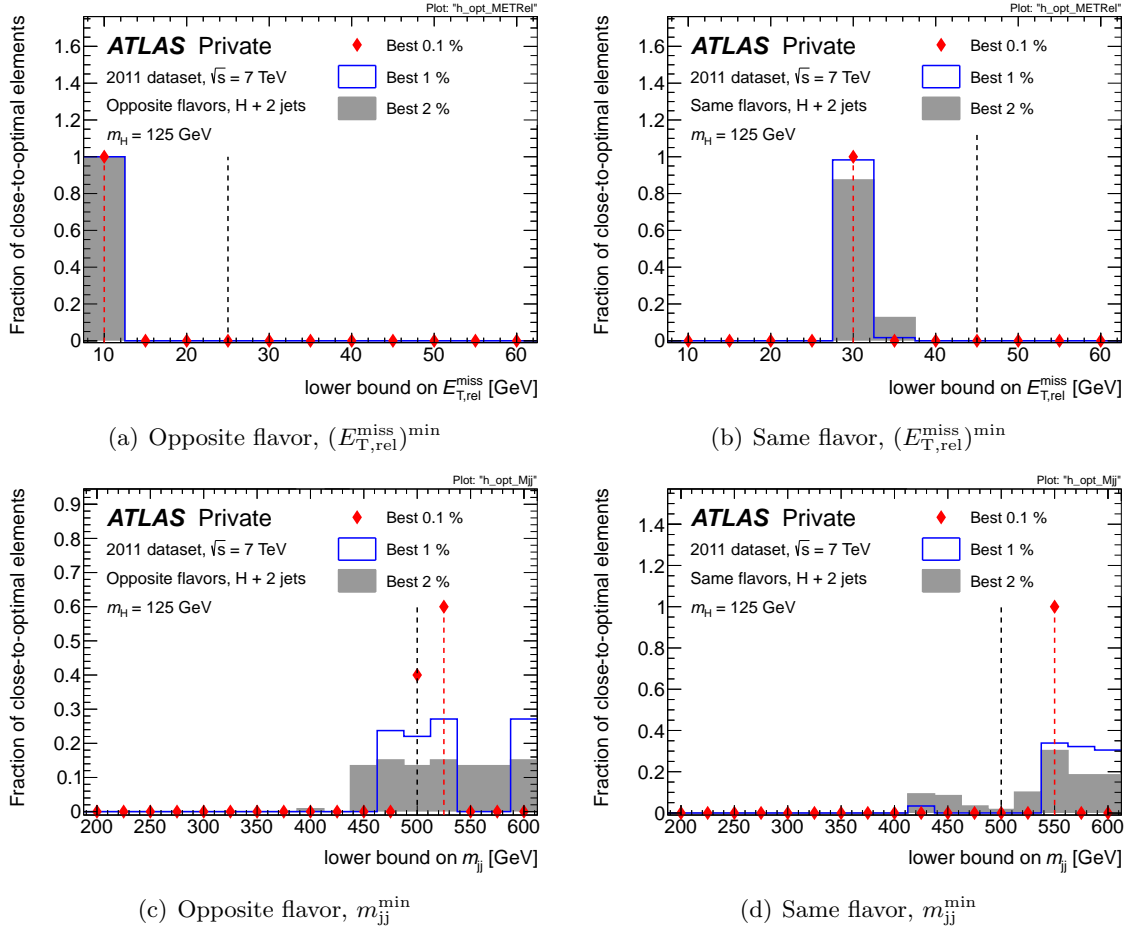 Plot: "h_opt_METRel"
Fraction of close-to-optimal elements
1.6
1.4
1.2
1
0.8
0.6
0.4
0.2
0
ATLAS Private
2011 dataset, √s = 7 TeV
Opposite flavors, H + 2 jets
m_H = 125 GeV
Best 0.1 %
Best 1 %
Best 2 %
10 20 30 40 50 60
lower bound on E_T,rel^miss [GeV]
(a) Opposite flavor, (E_T,rel^miss)^min
Plot: "h_opt_METRel"
Fraction of close-to-optimal elements
1.6
1.4
1.2
1
0.8
0.6
0.4
0.2
0
ATLAS Private
2011 dataset, √s = 7 TeV
Same flavors, H + 2 jets
m_H = 125 GeV
Best 0.1 %
Best 1 %
Best 2 %
10 20 30 40 50 60
lower bound on E_T,rel^miss [GeV]
(b) Same flavor, (E_T,rel^miss)^min
Plot: "h_opt_Mjj"
Fraction of close-to-optimal elements
0.9
0.8
0.7
0.6
0.5
0.4
0.3
0.2
0.1
0
ATLAS Private
2011 dataset, √s = 7 TeV
Opposite flavors, H + 2 jets
m_H = 125 GeV
Best 0.1 %
Best 1 %
Best 2 %
200 250 300 350 400 450 500 550 600
lower bound on m_jj [GeV]
(c) Opposite flavor, m_jj^min
Plot: "h_opt_Mjj"
Fraction of close-to-optimal elements
1.4
1.2
1
0.8
0.6
0.4
0.2
0
ATLAS Private
2011 dataset, √s = 7 TeV
Same flavors, H + 2 jets
m_H = 125 GeV
Best 0.1 %
Best 1 %
Best 2 %
200 250 300 350 400 450 500 550 600
lower bound on m_jj [GeV]
(d) Same flavor, m_jj^min